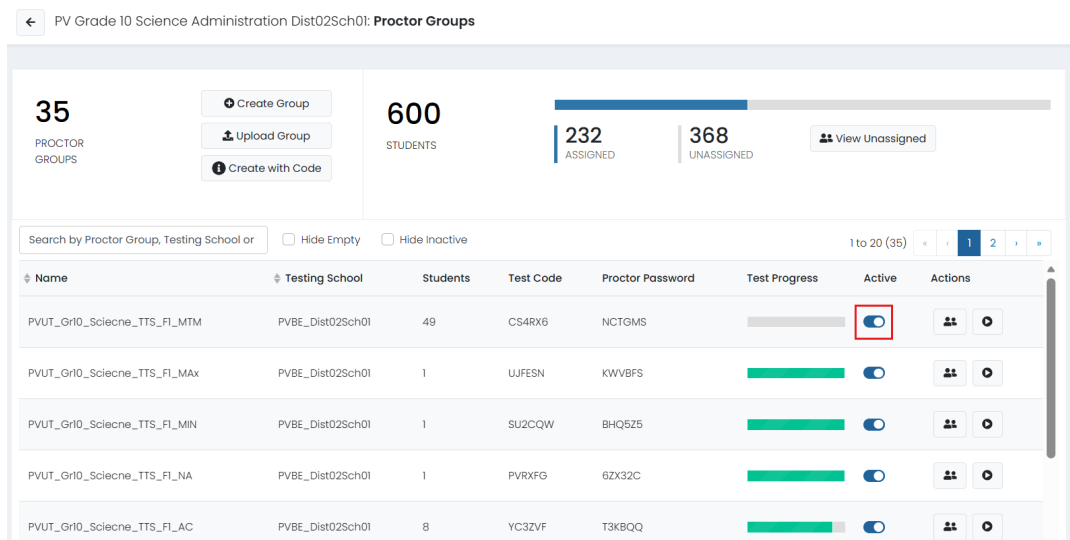 PV Grade 10 Science Administration Dist02Sch01: Proctor Groups
35
PROCTOR
GROUPS
Create Group
Upload Group
Create with Code
600
STUDENTS
232
ASSIGNED
368
UNASSIGNED
View Unassigned
Search by Proctor Group, Testing School or
Hide Empty
Hide Inactive
1 to 20 (35) « ‹ 1 2 › »
Name Testing School Students Test Code Proctor Password Test Progress Active Actions
PVUT_Gr10_Sciecne_TTS_F1_MTM PVBE_Dist02Sch01 49 CS4RX6 NCTGMS
PVUT_Gr10_Sciecne_TTS_F1_MAx PVBE_Dist02Sch01 1 UJFESN KWVBFS
PVUT_Gr10_Sciecne_TTS_F1_MIN PVBE_Dist02Sch01 1 SU2CQW BHQ5Z5
PVUT_Gr10_Sciecne_TTS_F1_NA PVBE_Dist02Sch01 1 PVRXFG 6ZX32C
PVUT_Gr10_Sciecne_TTS_F1_AC PVBE_Dist02Sch01 8 YC3ZVF T3KBQQ